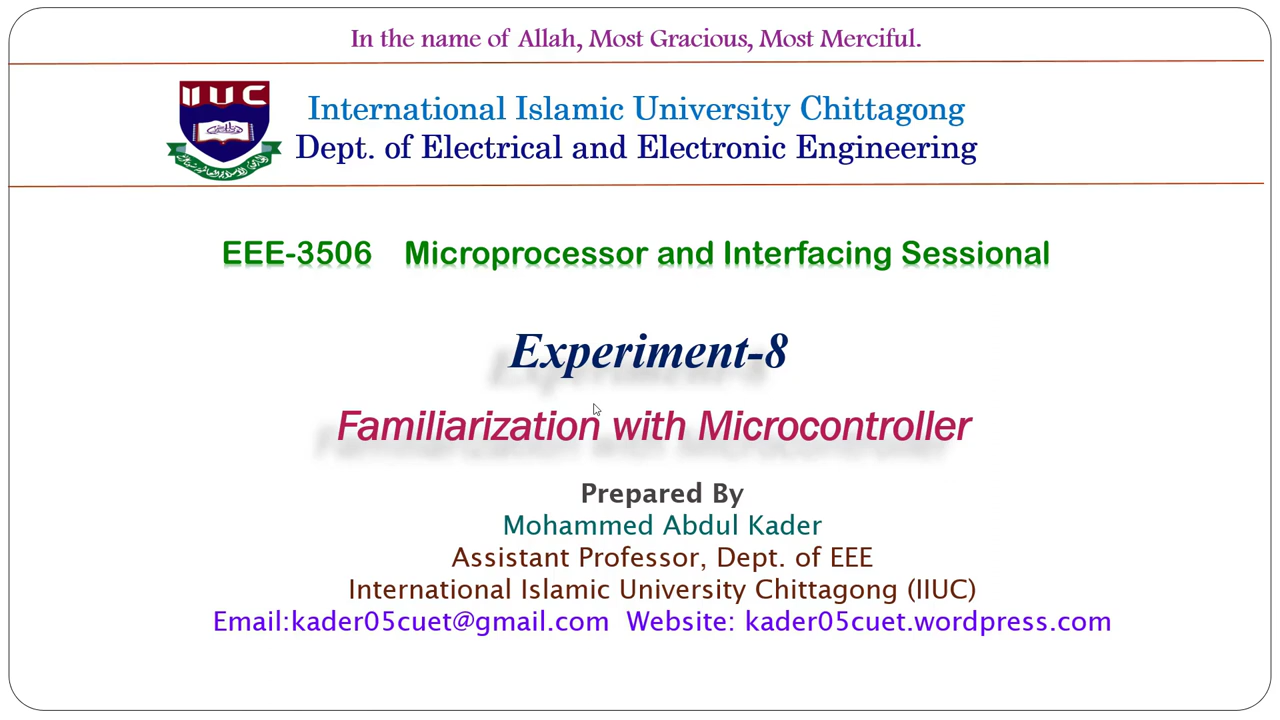 In the name of Allah, Most Gracious, Most Merciful.
IIUC
International Islamic University Chittagong
Dept. of Electrical and Electronic Engineering
EEE-3506 Microprocessor and Interfacing Sessional
Experiment-8
Familiarization with Microcontroller
Prepared By
Mohammed Abdul Kader
Assistant Professor, Dept. of EEE
International Islamic University Chittagong (IIUC)
Email:kader05cuet@gmail.com Website: kader05cuet.wordpress.com